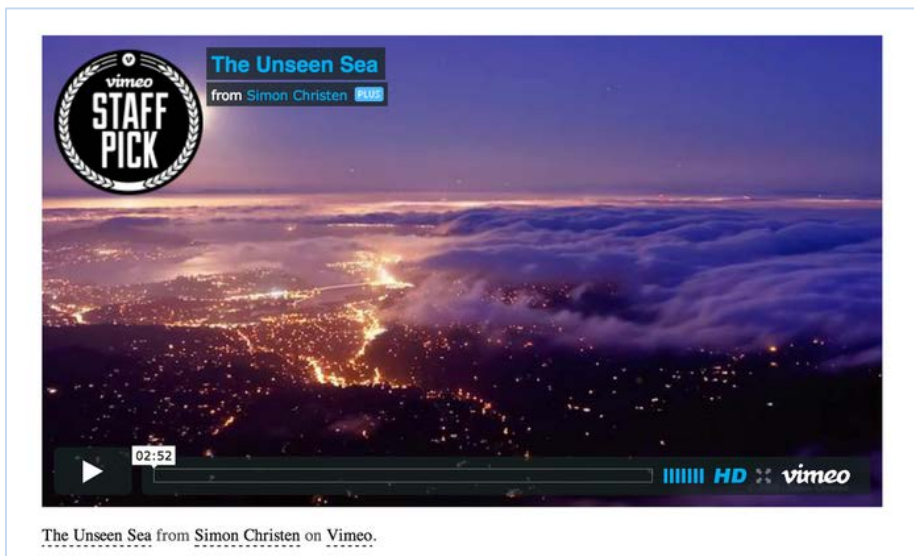 vimeo
STAFF
PICK
The Unseen Sea
from Simon Christen PLUS
02:52
HD vimeo
The Unseen Sea from Simon Christen on Vimeo.